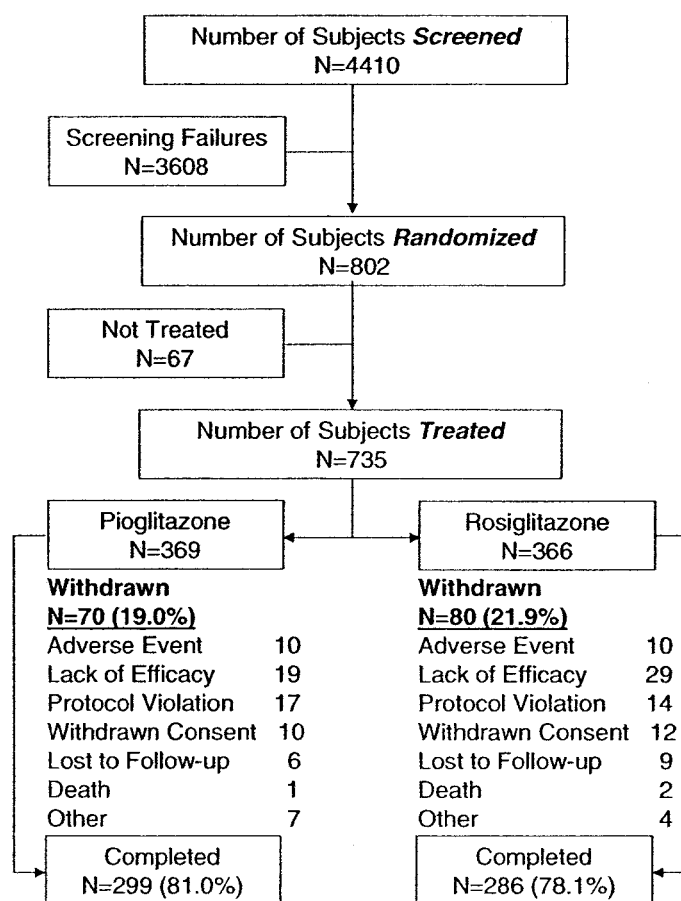 Number of Subjects Screened
N=4410
Screening Failures
N=3608
Number of Subjects Randomized
N=802
Not Treated
N=67
Number of Subjects Treated
N=735
Pioglitazone
N=369
Withdrawn
N=70 (19.0%)
Adverse Event 10
Lack of Efficacy 19
Protocol Violation 17
Withdrawn Consent 10
Lost to Follow-up 6
Death 1
Other 7
Completed
N=299 (81.0%)
Rosiglitazone
N=366
Withdrawn
N=80 (21.9%)
Adverse Event 10
Lack of Efficacy 29
Protocol Violation 14
Withdrawn Consent 12
Lost to Follow-up 9
Death 2
Other 4
Completed
N=286 (78.1%)